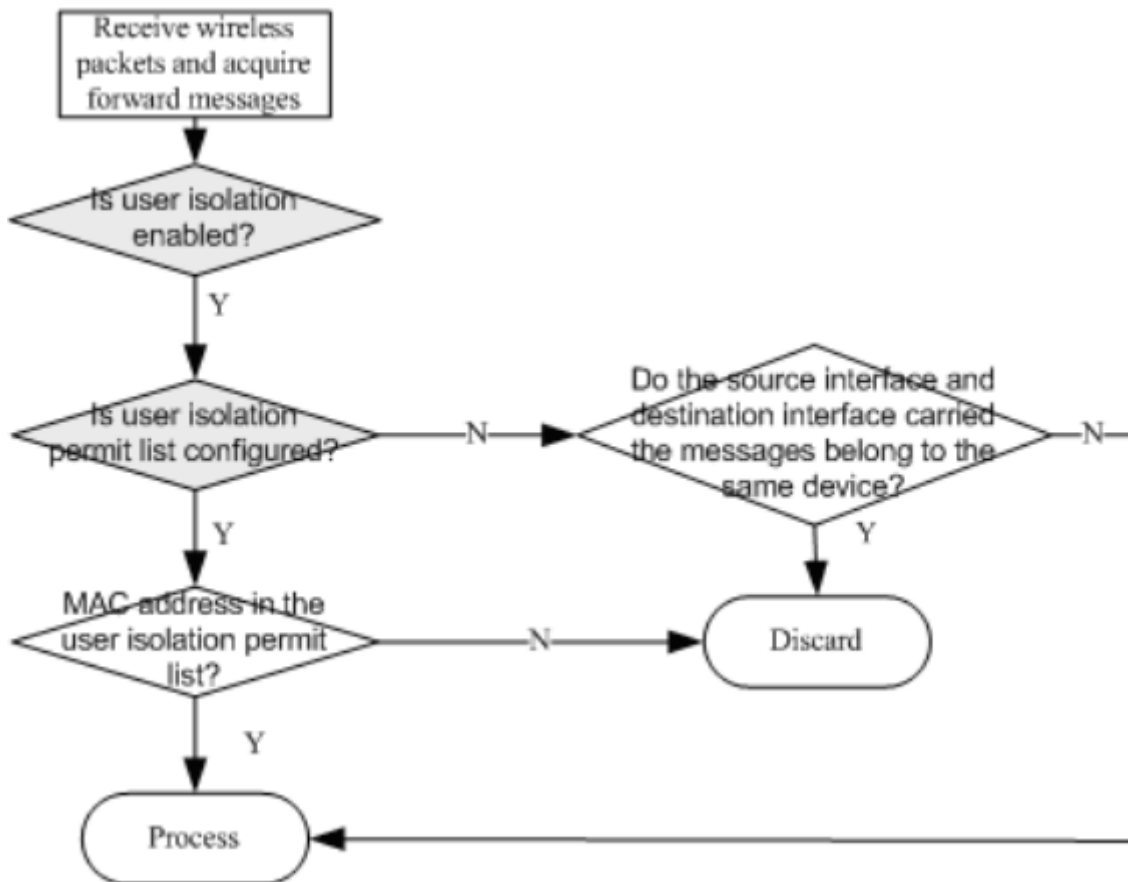 Receive wireless
packets and acquire
forward messages
Is user isolation
enabled?
Y
Is user isolation
permit list configured?
N
Do the source interface and
destination interface carried
the messages belong to the
same device?
N
Y
Y
MAC address in the
user isolation permit
list?
N
Discard
Y
Process